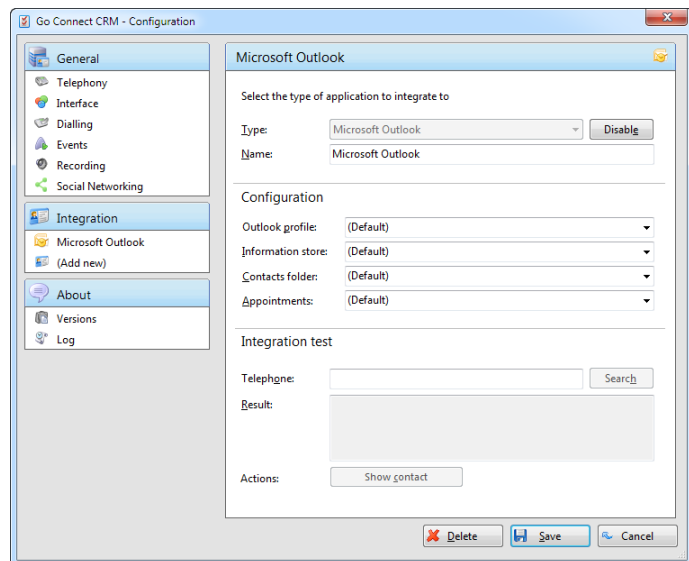 Go Connect CRM - Configuration
General
Telephony
Interface
Dialling
Events
Recording
Social Networking
Integration
Microsoft Outlook
(Add new)
About
Versions
Log
Microsoft Outlook
Select the type of application to integrate to
Type: Microsoft Outlook Disable
Name: Microsoft Outlook
Configuration
Outlook profile: (Default)
Information store: (Default)
Contacts folder: (Default)
Appointments: (Default)
Integration test
Telephone: Search
Result:
Actions: Show contact
Delete Save Cancel